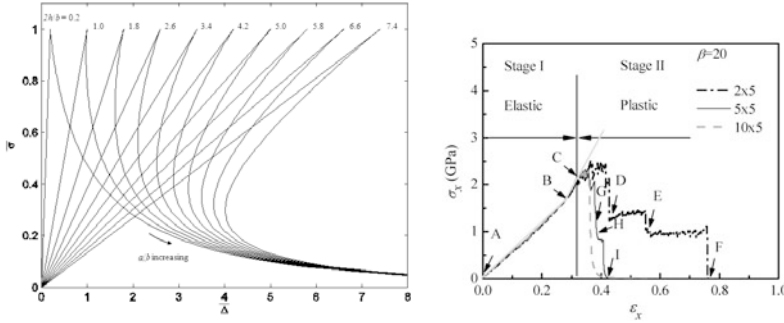 2h/b = 0.2 1.0 1.8 2.6 3.4 4.2 5.0 5.8 6.6 7.4
1
0.8
0.6
0.4
0.2
0
σ
a,b increasing
0 1 2 3 4 5 6 7 8
Δ
Stage I Stage II β=20
Elastic Plastic
2x5
5x5
10x5
5
4
3
2
1
0
σx (GPa)
A
B
C
D
E
F
G
H
I
0.0 0.2 0.4 0.6 0.8 1.0
εx